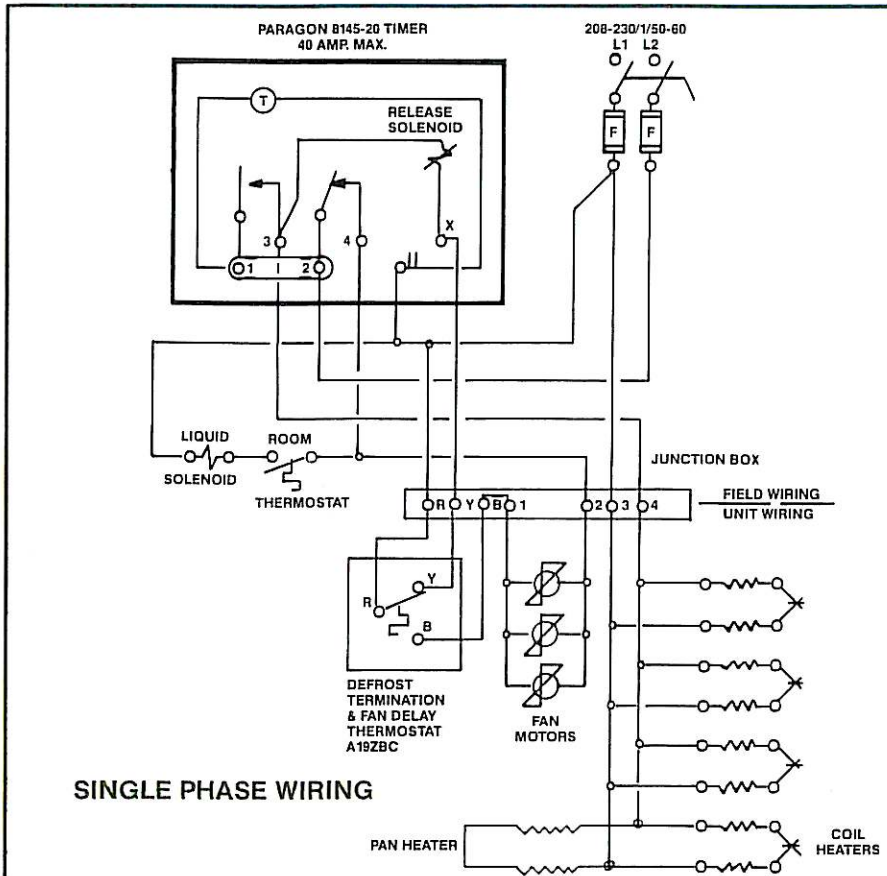 PARAGON 8145-20 TIMER
40 AMP. MAX.
208-230/1/50-60
L1 L2
T
RELEASE
SOLENOID
F F
3 4 X
1 2
LIQUID
SOLENOID
ROOM
THERMOSTAT
JUNCTION BOX
R Y B 1 2 3 4
FIELD WIRING
UNIT WIRING
Y
R
B
DEFROST
TERMINATION
& FAN DELAY
THERMOSTAT
A19ZBC
FAN
MOTORS
SINGLE PHASE WIRING
PAN HEATER
COIL
HEATERS